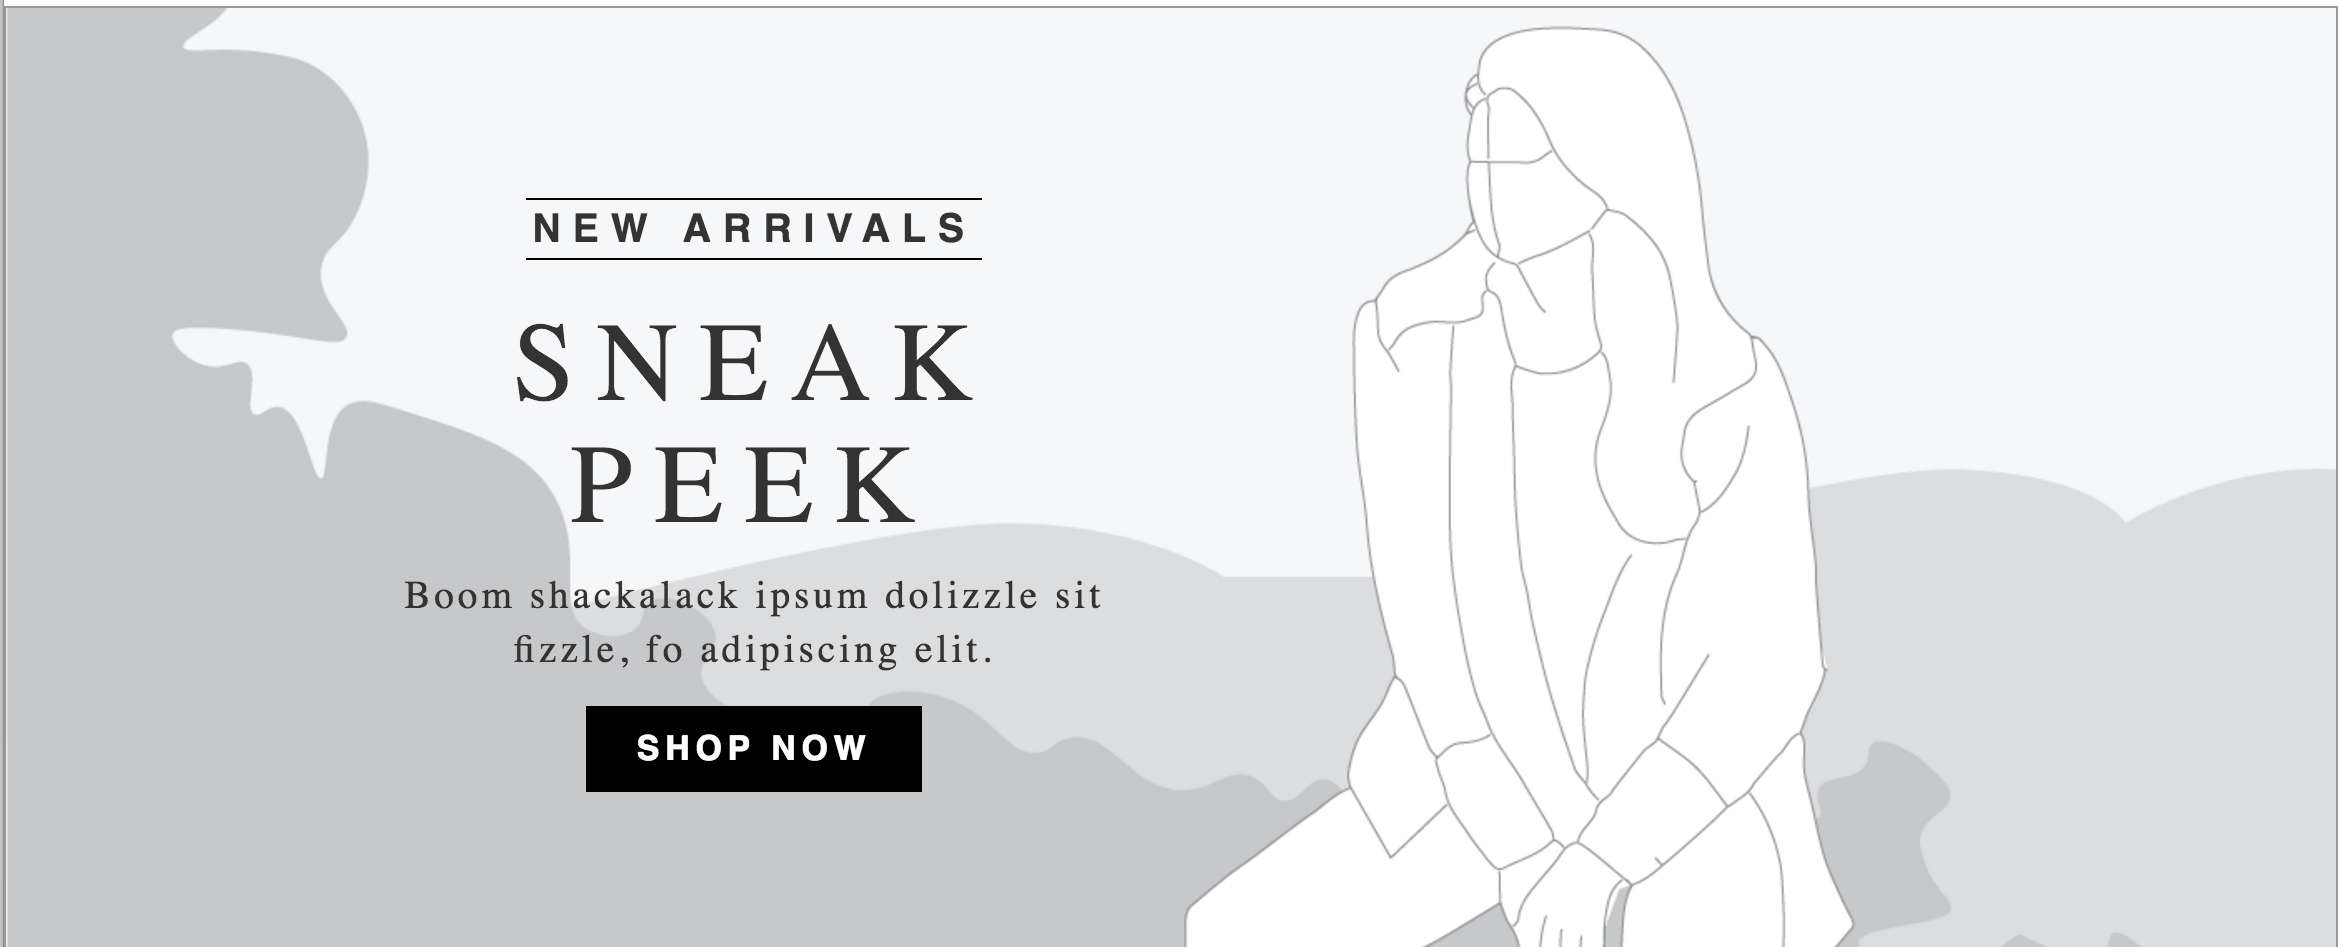 NEW ARRIVALS
SNEAK
PEEK
Boom shackalack ipsum dolizzle sit
fizzle, fo adipiscing elit.
SHOP NOW